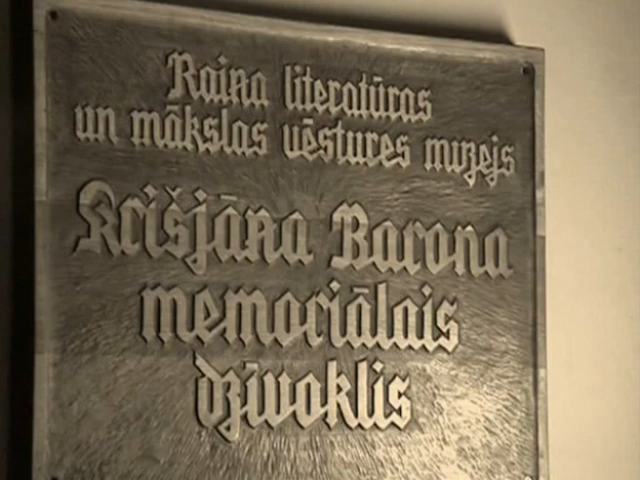 Raiņa literatūras
un mākslas vēstures muzejs
Krišjāņa Barona
memoriālais
dzīvoklis